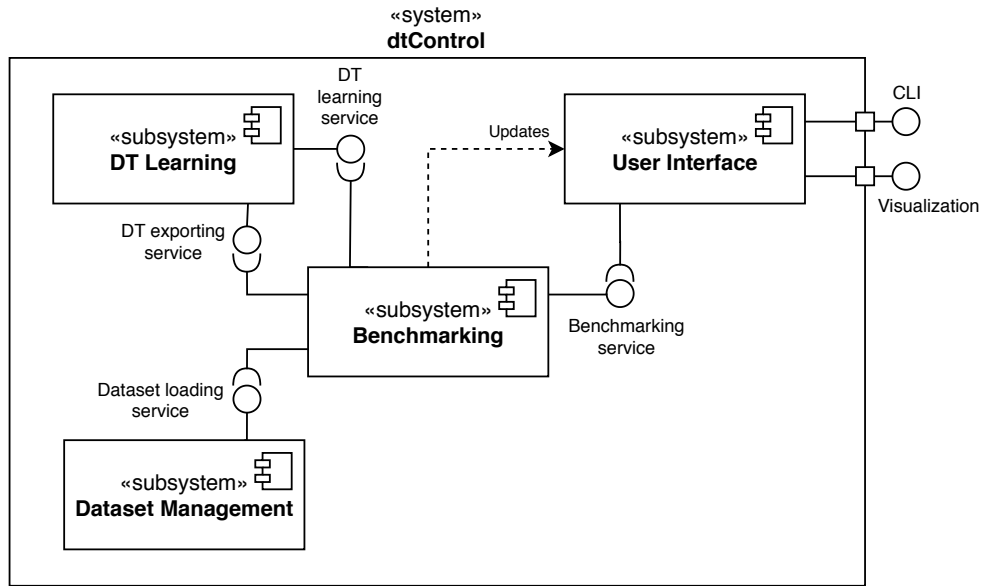 «system»
dtControl
DT
learning
service
CLI
«subsystem»
DT Learning
Updates
«subsystem»
User Interface
Visualization
DT exporting
service
«subsystem»
Benchmarking
Benchmarking
service
Dataset loading
service
«subsystem»
Dataset Management